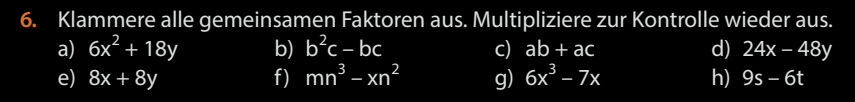 6. Klammere alle gemeinsamen Faktoren aus. Multipliziere zur Kontrolle wieder aus.
a) 6x² + 18y b) b²c – bc c) ab + ac d) 24x – 48y
e) 8x + 8y f) mn³ – xn² g) 6x³ – 7x h) 9s – 6t